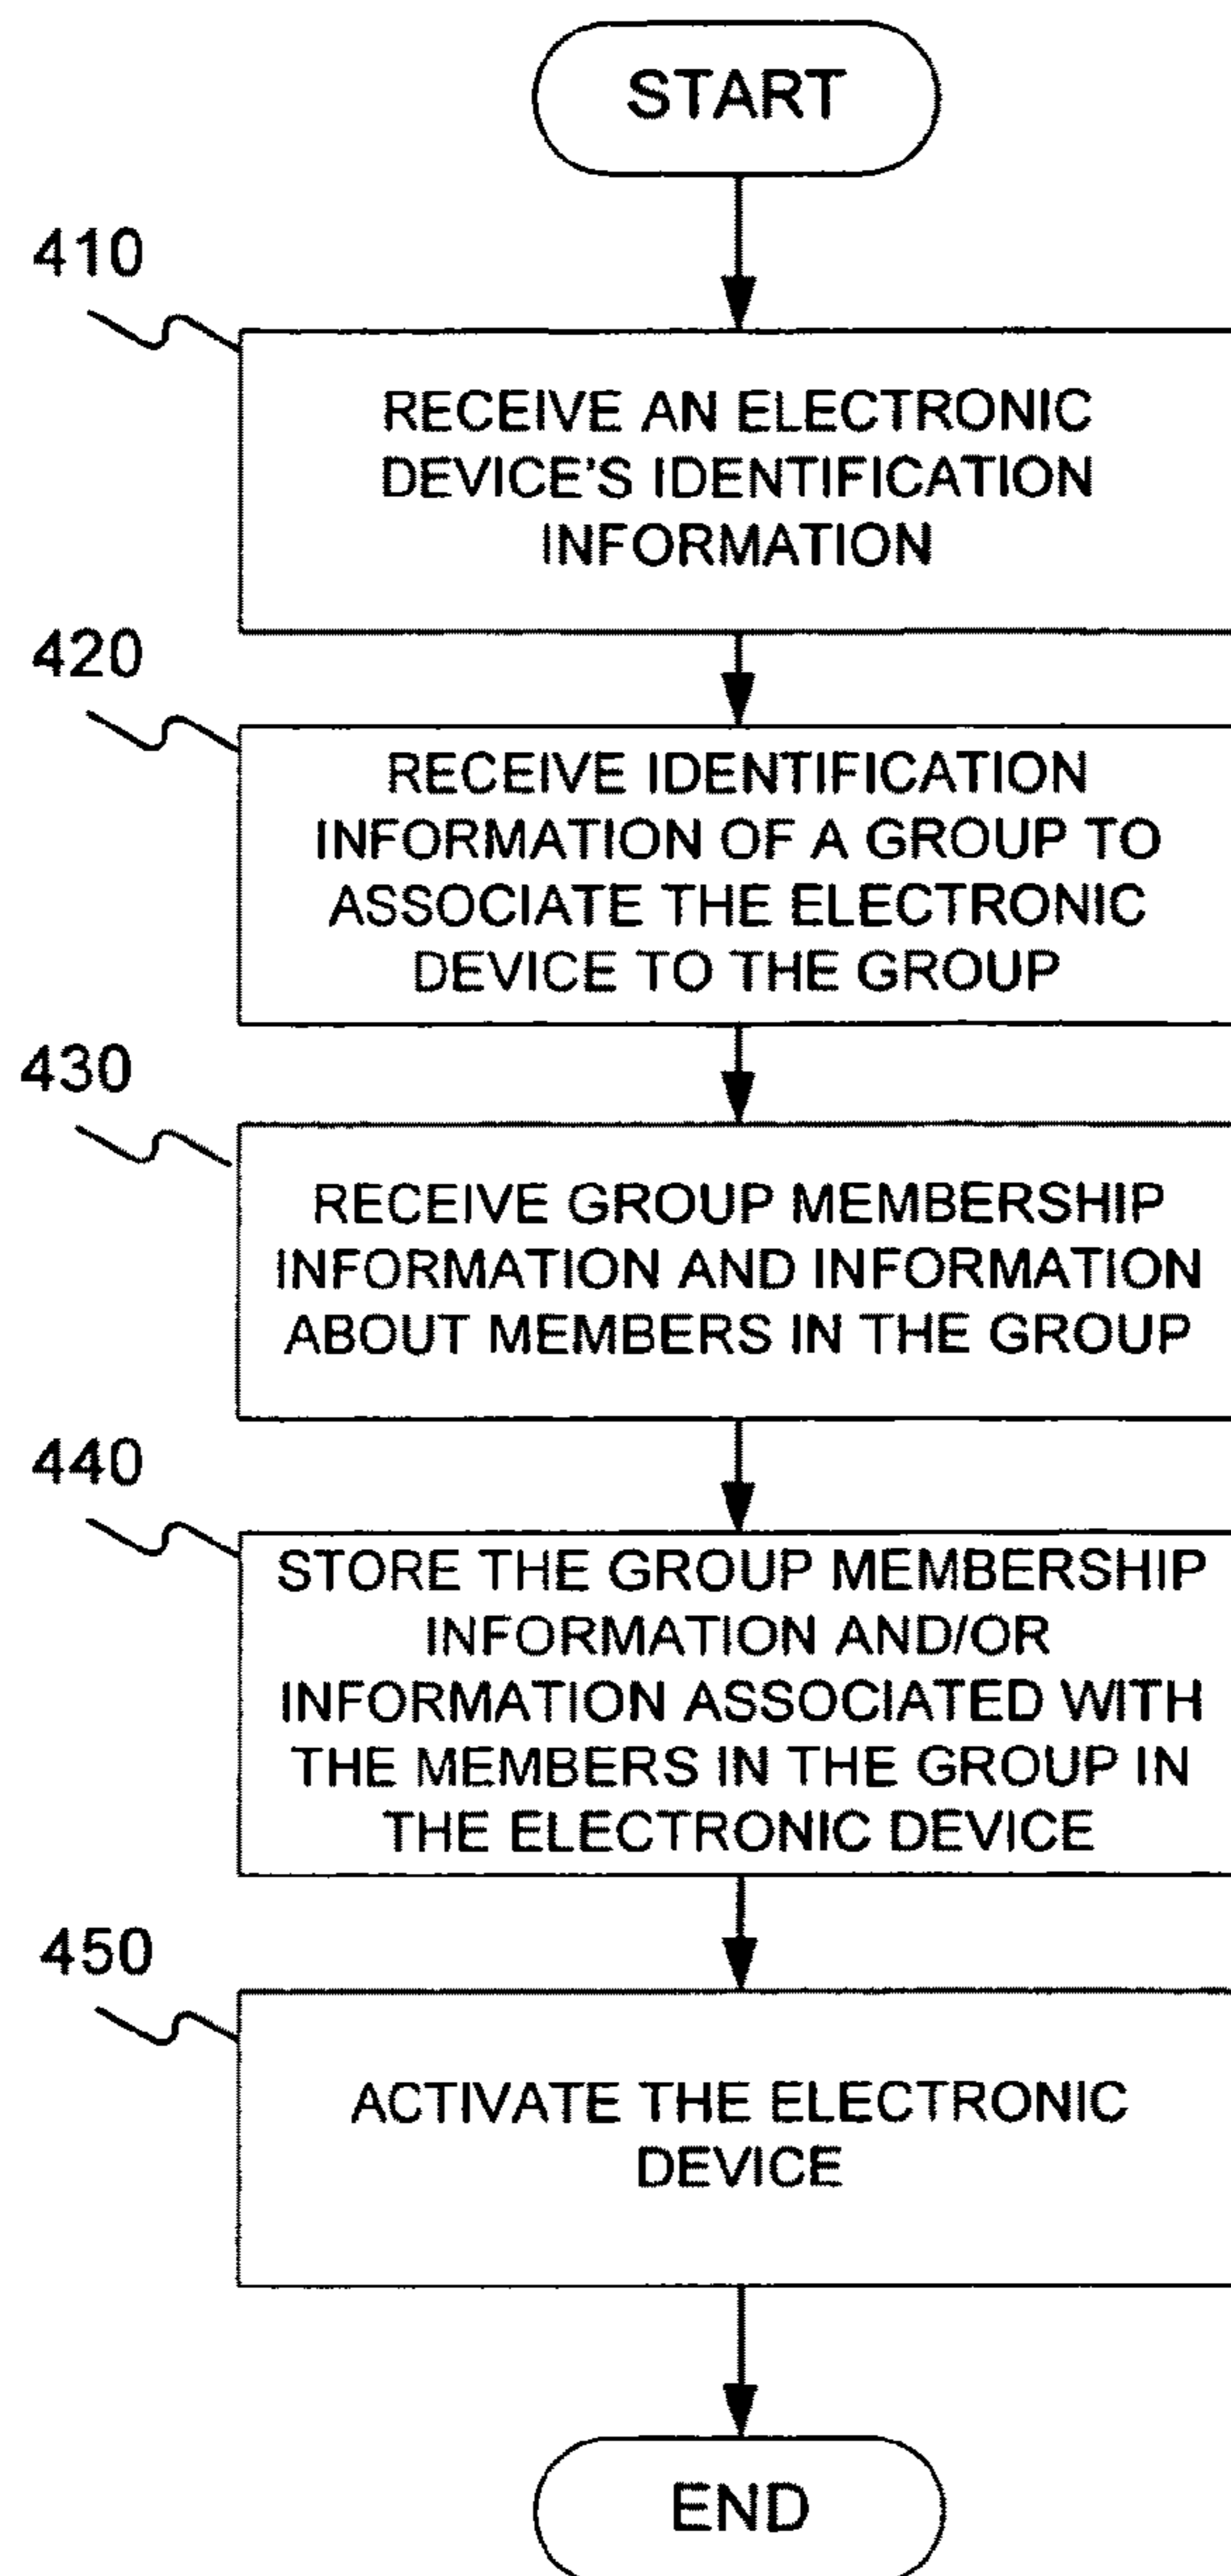 START
410
RECEIVE AN ELECTRONIC
DEVICE'S IDENTIFICATION
INFORMATION
420
RECEIVE IDENTIFICATION
INFORMATION OF A GROUP TO
ASSOCIATE THE ELECTRONIC
DEVICE TO THE GROUP
430
RECEIVE GROUP MEMBERSHIP
INFORMATION AND INFORMATION
ABOUT MEMBERS IN THE GROUP
440
STORE THE GROUP MEMBERSHIP
INFORMATION AND/OR
INFORMATION ASSOCIATED WITH
THE MEMBERS IN THE GROUP IN
THE ELECTRONIC DEVICE
450
ACTIVATE THE ELECTRONIC
DEVICE
END